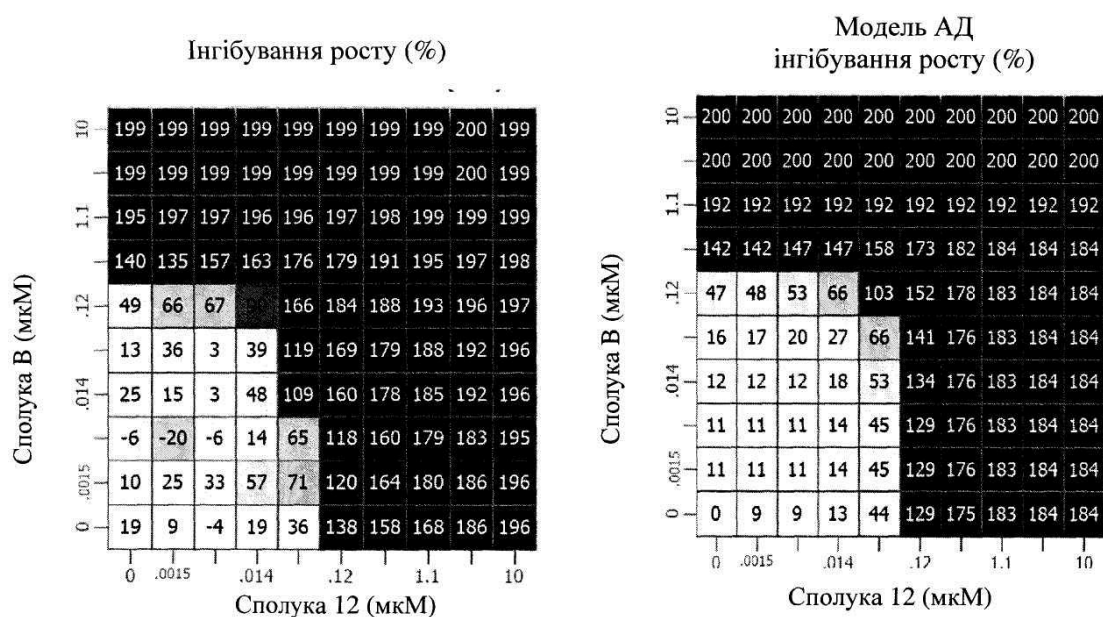 Інгібування росту (%)
10 199 199 199 199 199 199 199 199 200 199
199 199 199 199 199 199 199 199 200 199
1.1 195 197 197 196 196 197 198 199 199 199
140 135 157 163 176 179 191 195 197 198
.12 49 66 67 166 184 188 193 196 197
13 36 3 39 119 169 179 188 192 196
.014 25 15 3 48 109 160 178 185 192 196
-6 -20 -6 14 65 118 160 179 183 195
.0015 10 25 33 57 71 120 164 180 186 196
0 19 9 -4 19 36 138 158 168 186 196
0 .0015 .014 .12 1.1 10
Сполука В (мкМ)
Сполука 12 (мкМ)
Модель АД
інгібування росту (%)
10 200 200 200 200 200 200 200 200 200 200
200 200 200 200 200 200 200 200 200 200
1.1 192 192 192 192 192 192 192 192 192 192
142 142 147 147 158 173 182 184 184 184
.12 47 48 53 66 103 152 178 183 184 184
16 17 20 27 66 141 176 183 184 184
.014 12 12 12 18 53 134 176 183 184 184
11 11 11 14 45 129 176 183 184 184
.0015 11 11 11 14 45 129 176 183 184 184
0 0 9 9 13 44 129 175 183 184 184
0 .0015 .014 .12 1.1 10
Сполука В (мкМ)
Сполука 12 (мкМ)